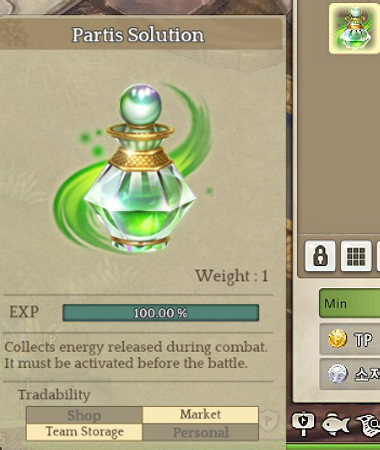 Partis Solution
Weight : 1
EXP 100.00 %
Collects energy released during combat.
It must be activated before the battle.
Tradability
Shop Market
Team Storage Personal
Min
TP